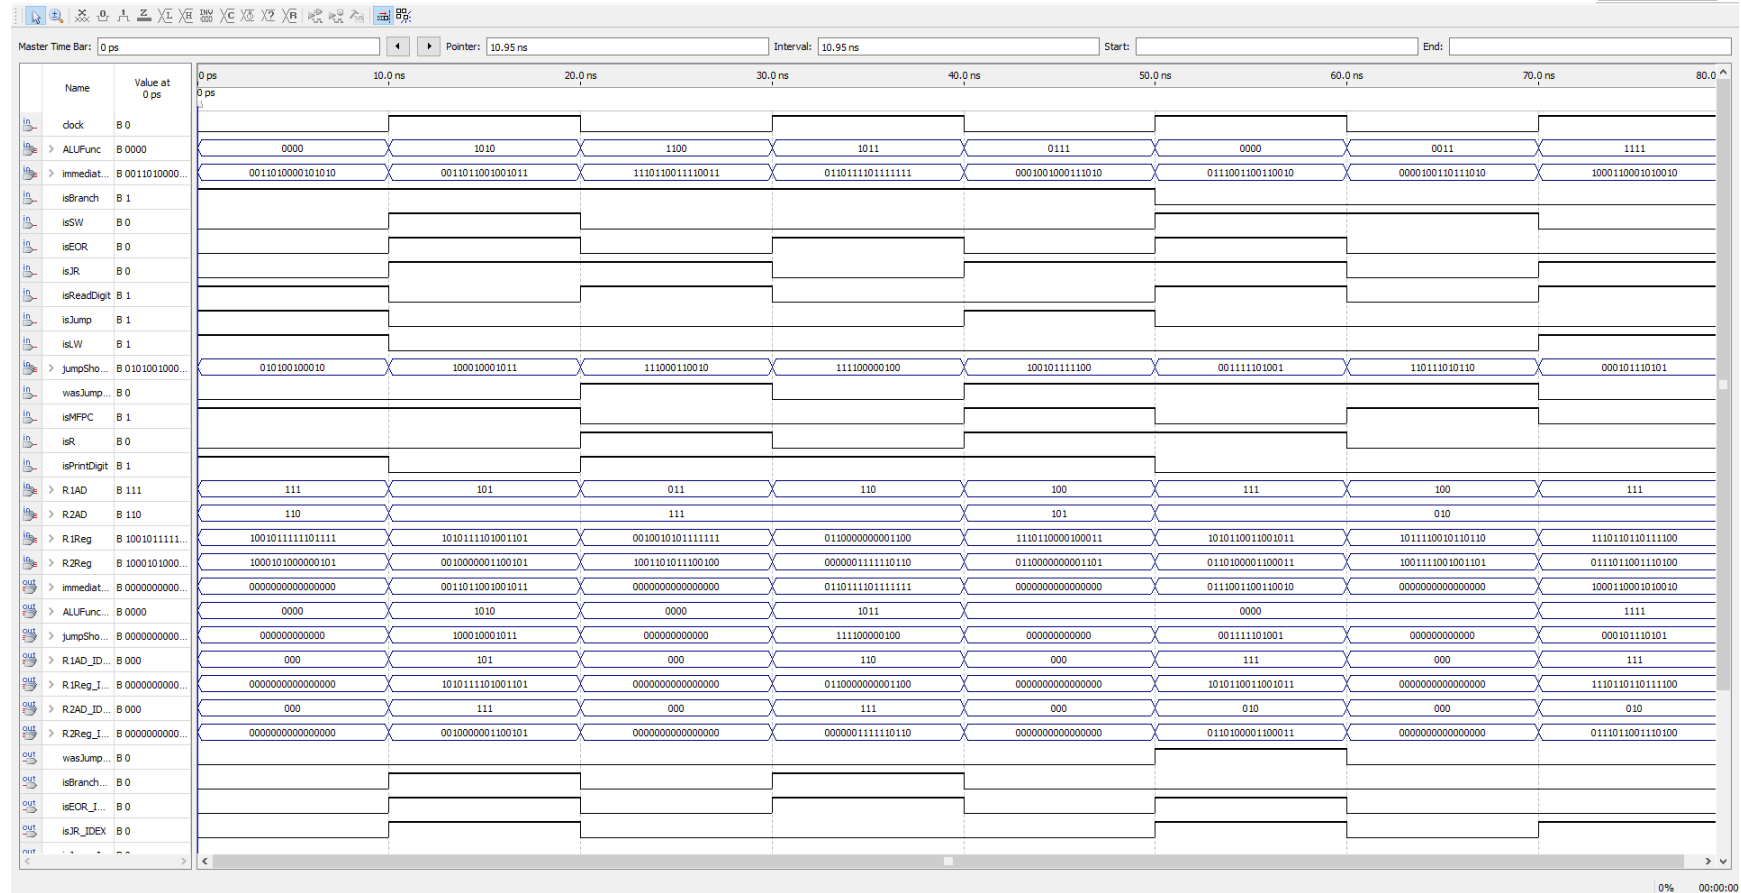 Master Time Bar: 0 ps Pointer: 10.95 ns Interval: 10.95 ns Start: End:
Name Value at 0 ps 0 ps 10.0 ns 20.0 ns 30.0 ns 40.0 ns 50.0 ns 60.0 ns 70.0 ns 80.0
0 ps
clock B 0
ALUFunc B 0000 0000 1010 1100 1011 0111 0000 0011 1111
immediat... B 0011010000... 0011010000101010 0011011001001011 1110110011110011 0110111101111111 0001001000111010 0111001100110010 0000100110111010 1000110001010010
isBranch B 1
isSW B 0
isEOR B 0
isJR B 0
isReadDigit B 1
isJump B 1
isLW B 1
jumpSho... B 0101001000... 010100100010 100010001011 111000110010 111100000100 100101111100 001111101001 110111010110 000101110101
wasJump... B 0
isMFPC B 1
isR B 0
isPrintDigit B 1
R1AD B 111 111 101 011 110 100 111 100 111
R2AD B 110 110 111 101 010
R1Reg B 1001011111... 1001011111101111 1010111101001101 0010010101111111 0110000000001100 1110110000100011 1010110011001011 1011110010110110 1110110110111100
R2Reg B 1000101000... 1000101000000101 0010000001100101 1001101011100100 0000001111110110 0110000000001101 0110100001100011 1001111001001101 0111011001110100
immediat... B 0000000000... 0000000000000000 0011011001001011 0000000000000000 0110111101111111 0000000000000000 0111001100110010 0000000000000000 1000110001010010
ALUFunc... B 0000 0000 1010 0000 1011 0000 1111
jumpSho... B 0000000000... 000000000000 100010001011 000000000000 111100000100 000000000000 001111101001 000000000000 000101110101
R1AD_ID... B 000 000 101 000 110 000 111 000 111
R1Reg_I... B 0000000000... 0000000000000000 1010111101001101 0000000000000000 0110000000001100 0000000000000000 1010110011001011 0000000000000000 1110110110111100
R2AD_ID... B 000 000 111 000 111 000 010 000 010
R2Reg_I... B 0000000000... 0000000000000000 0010000001100101 0000000000000000 0000001111110110 0000000000000000 0110100001100011 0000000000000000 0111011001110100
wasJump... B 0
isBranch... B 0
isEOR_I... B 0
isJR_IDEX B 0
0% 00:00:00